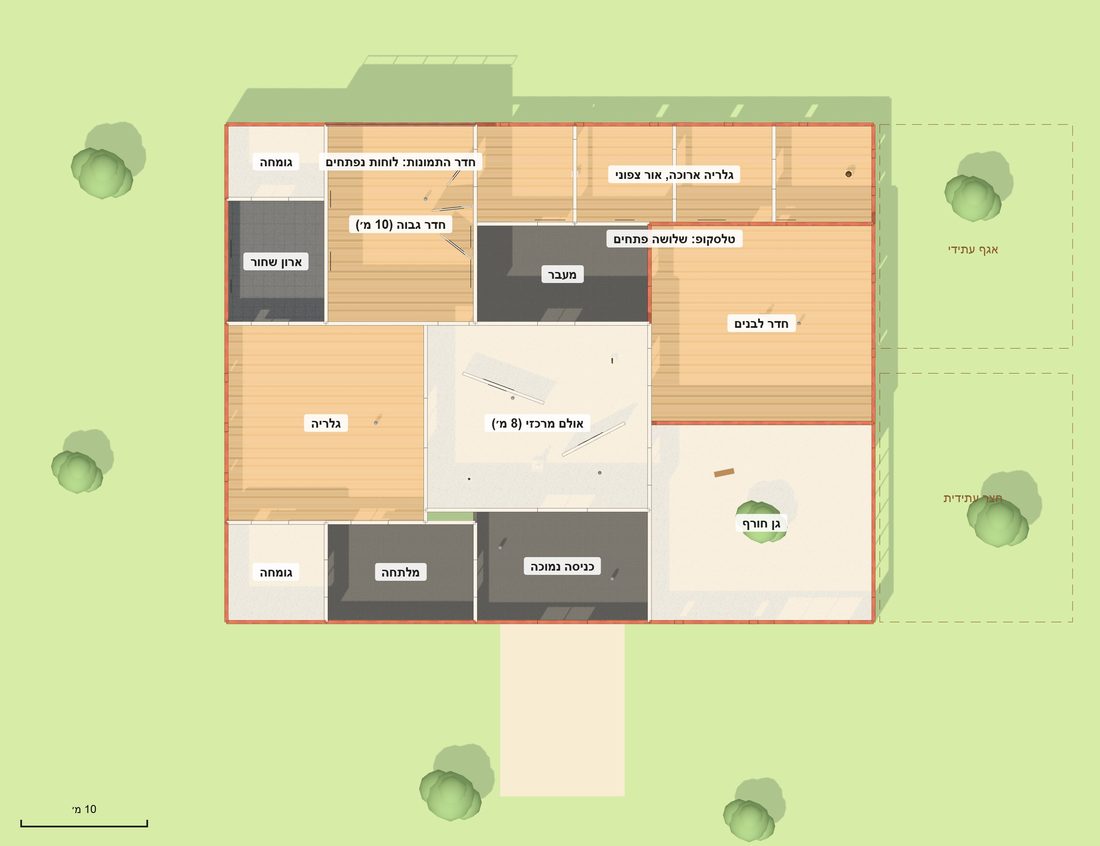 גומחה
חדר התמונות: לוחות נפתחים
גלריה ארוכה, אור צפוני
חדר גבוה (10 מ׳)
טלסקופ: שלושה פתחים
אגף עתידי
ארון שחור
מעבר
חדר לבנים
גלריה
אולם מרכזי (8 מ׳)
חצר עתידית
גן חורף
גומחה
מלתחה
כניסה נמוכה
10 מ׳